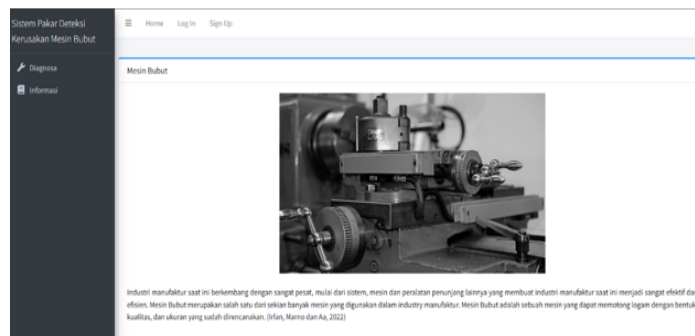 Sistem Pakar Deteksi
Kerusakan Mesin Bubut
Home Log In Sign Up
Diagnosa
Informasi
Mesin Bubut
Industri manufaktur saat ini berkembang dengan sangat pesat, mulai dari sistem, mesin dan peralatan penunjang lainnya yang membuat industri manufaktur saat ini menjadi sangat efektif da
efisien. Mesin Bubut merupakan salah satu dari sekian banyak mesin yang digunakan dalam industry manufaktur. Mesin Bubut adalah sebuah mesin yang dapat memotong logam dengan bentuk
kualitas, dan ukuran yang sudah direncanakan. (Irfan, Marno dan Aa, 2022)